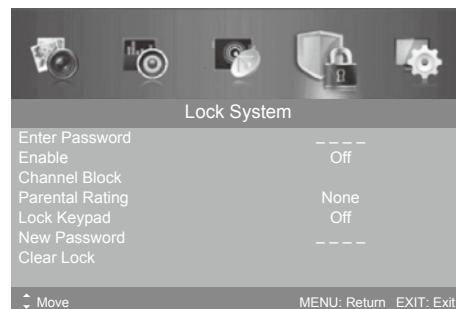 Lock System
Enter Password _ _ _ _
Enable Off
Channel Block
Parental Rating None
Lock Keypad Off
New Password _ _ _ _
Clear Lock
Move MENU: Return EXIT: Exit